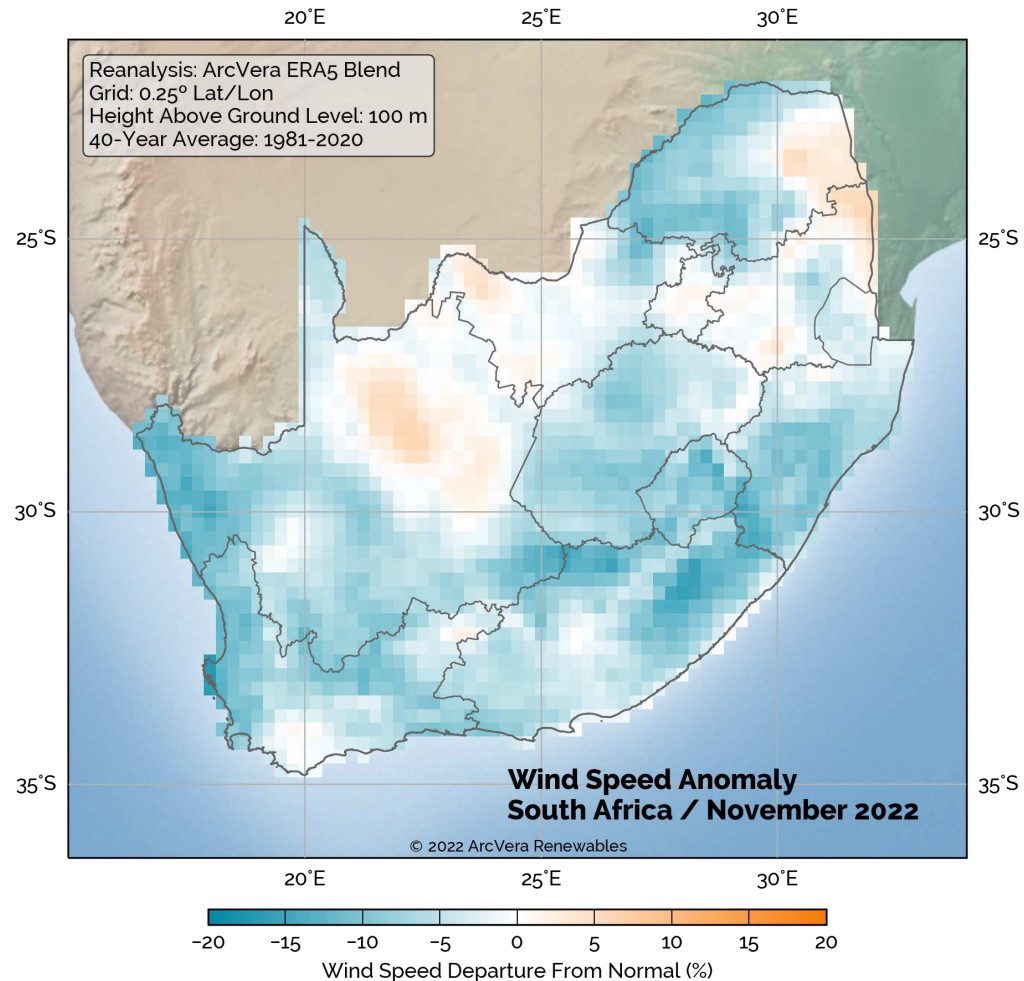 20°E 25°E 30°E
Reanalysis: ArcVera ERA5 Blend
Grid: 0.25º Lat/Lon
Height Above Ground Level: 100 m
40-Year Average: 1981-2020
25°S 25°S
30°S 30°S
35°S 35°S
Wind Speed Anomaly
South Africa / November 2022
© 2022 ArcVera Renewables
20°E 25°E 30°E
−20 −15 −10 −5 0 5 10 15 20
Wind Speed Departure From Normal (%)